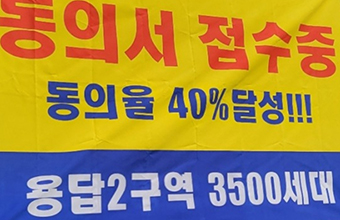 동의서 접수중
동의율 40%달성!!!
용답2구역 3500세대